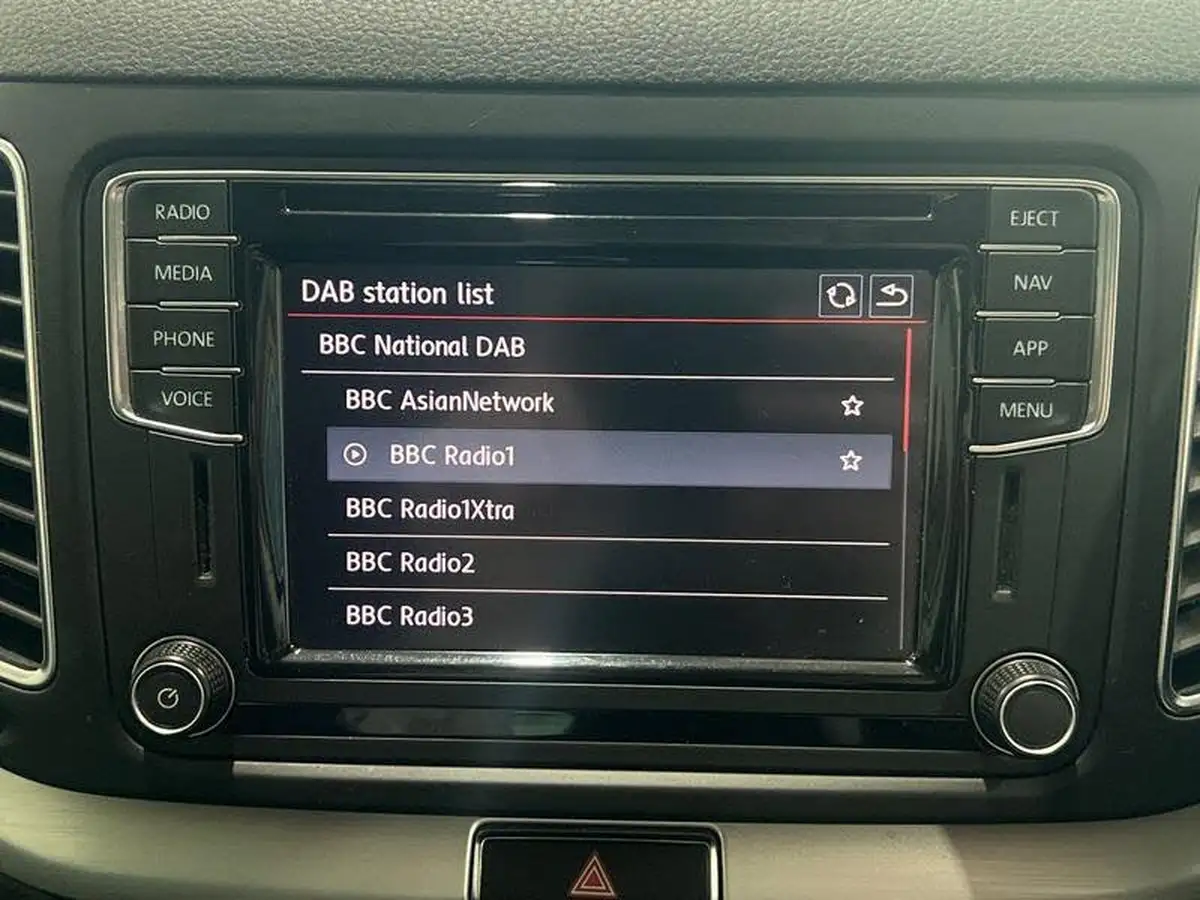 RADIO
MEDIA
PHONE
VOICE
DAB station list
BBC National DAB
BBC AsianNetwork
BBC Radio1
BBC Radio1Xtra
BBC Radio2
BBC Radio3
EJECT
NAV
APP
MENU